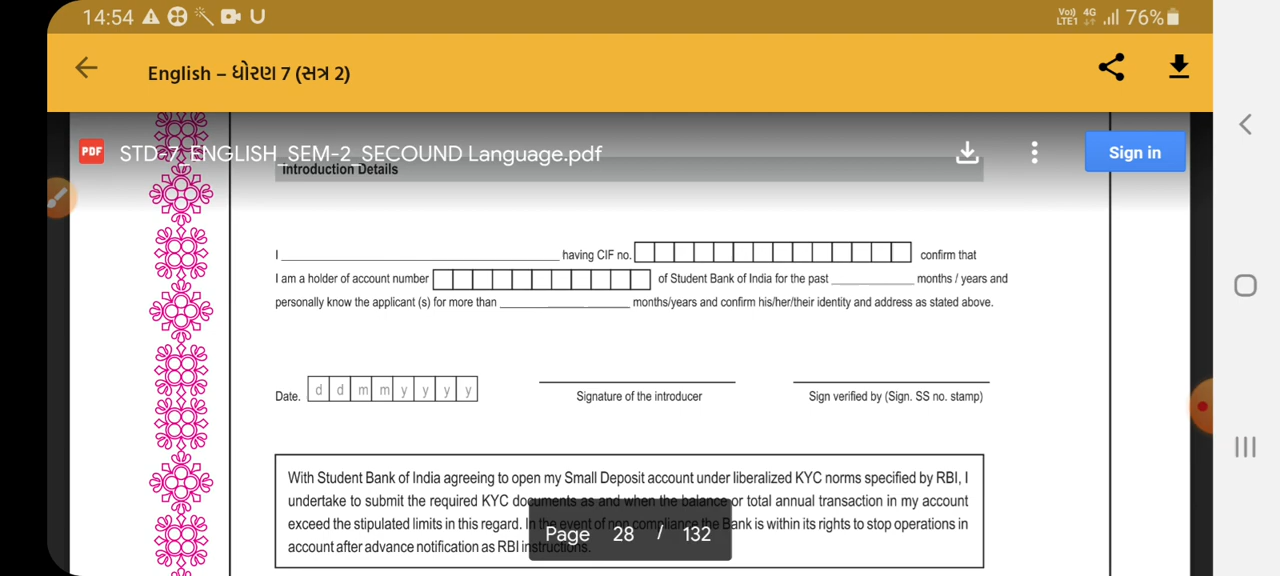 14:54
Vo)) 4G
LTE1
76%
English – ધોરણ 7 (સત્ર 2)
PDF STD-7_ENGLISH_SEM-2_SECOUND Language.pdf
Sign in
Introduction Details
I ____ having CIF no. confirm that
I am a holder of account number of Student Bank of India for the past ____ months / years and
personally know the applicant (s) for more than ____ months/years and confirm his/her/their identity and address as stated above.
Date. d d m m y y y y
Signature of the introducer
Sign verified by (Sign. SS no. stamp)
With Student Bank of India agreeing to open my Small Deposit account under liberalized KYC norms specified by RBI, I
undertake to submit the required KYC documents as and when the balance or total annual transaction in my account
exceed the stipulated limits in this regard. In the event of non compliance the Bank is within its rights to stop operations in
account after advance notification as RBI instructions.
Page 28 / 132